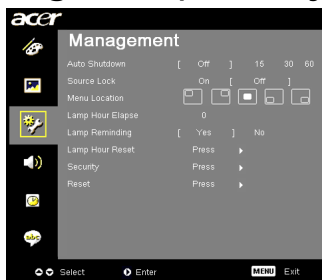 acer
Management
Auto Shutdown [ Off ] 15 30 60
Source Lock On [ Off ]
Menu Location
Lamp Hour Elapse 0
Lamp Reminding [ Yes ] No
Lamp Hour Reset Press
Security Press
Reset Press
abc
Select Enter MENU Exit